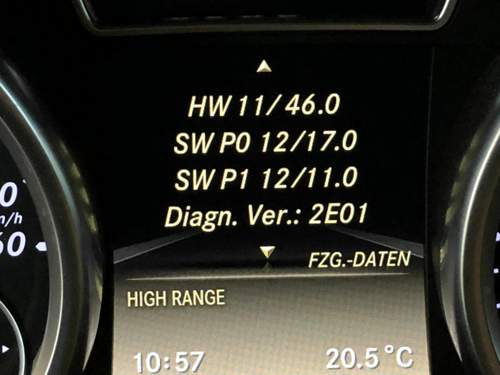 HW 11/46.0
SW P0 12/17.0
SW P1 12/11.0
Diagn. Ver.: 2E01
FZG.-DATEN
HIGH RANGE
10:57
20.5°C